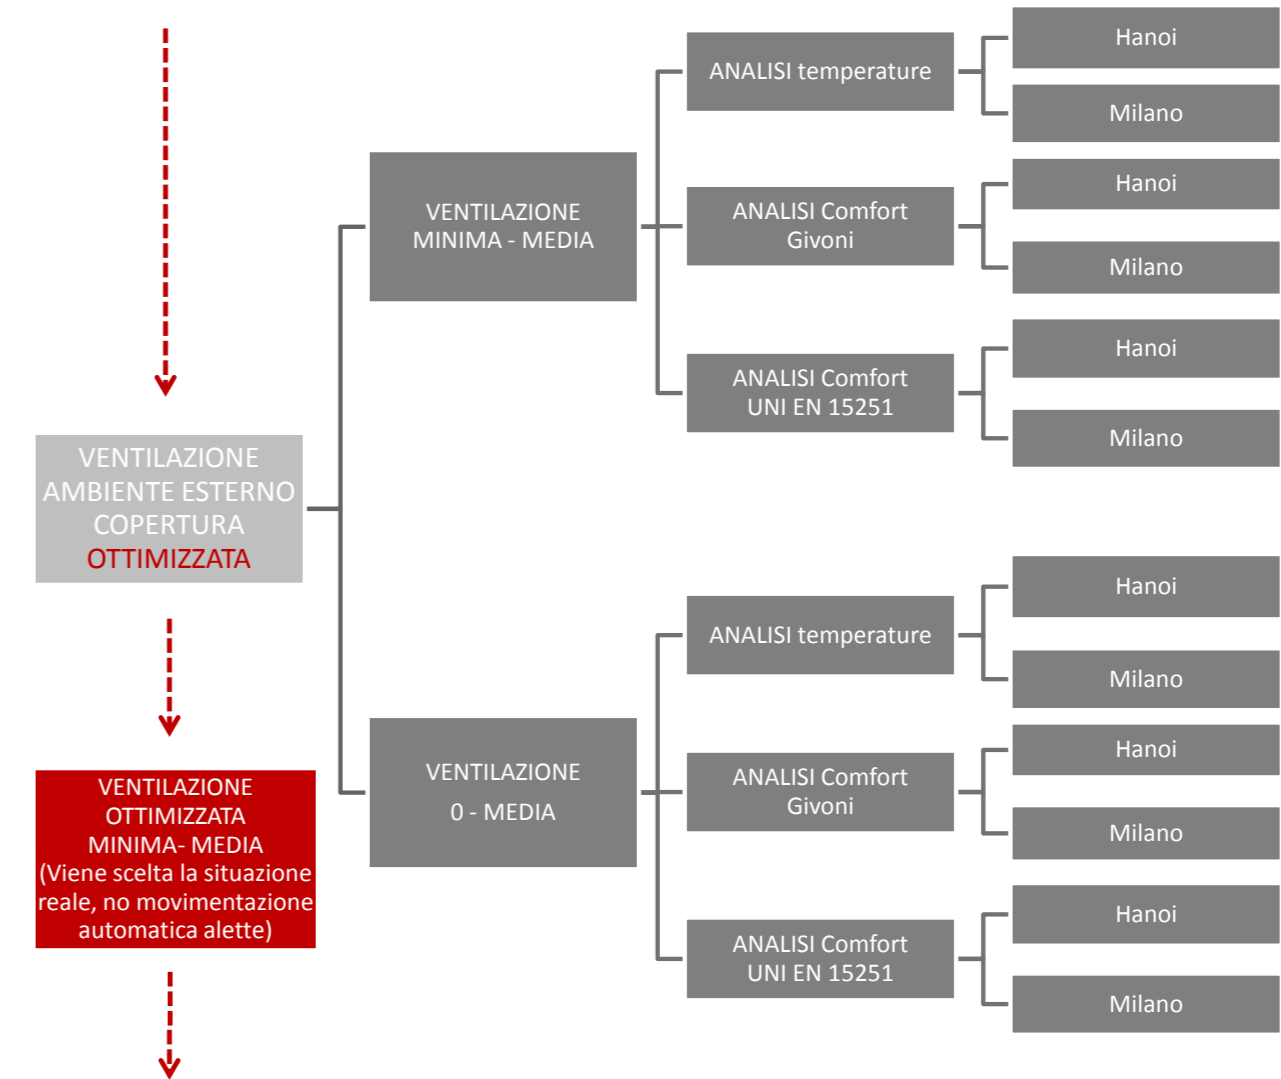 VENTILAZIONE
AMBIENTE ESTERNO
COPERTURA
OTTIMIZZATA
VENTILAZIONE
MINIMA - MEDIA
ANALISI temperature
Hanoi
Milano
ANALISI Comfort
Givoni
Hanoi
Milano
ANALISI Comfort
UNI EN 15251
Hanoi
Milano
VENTILAZIONE
0 - MEDIA
ANALISI temperature
Hanoi
Milano
ANALISI Comfort
Givoni
Hanoi
Milano
ANALISI Comfort
UNI EN 15251
Hanoi
Milano
VENTILAZIONE
OTTIMIZZATA
MINIMA- MEDIA
(Viene scelta la situazione
reale, no movimentazione
automatica alette)